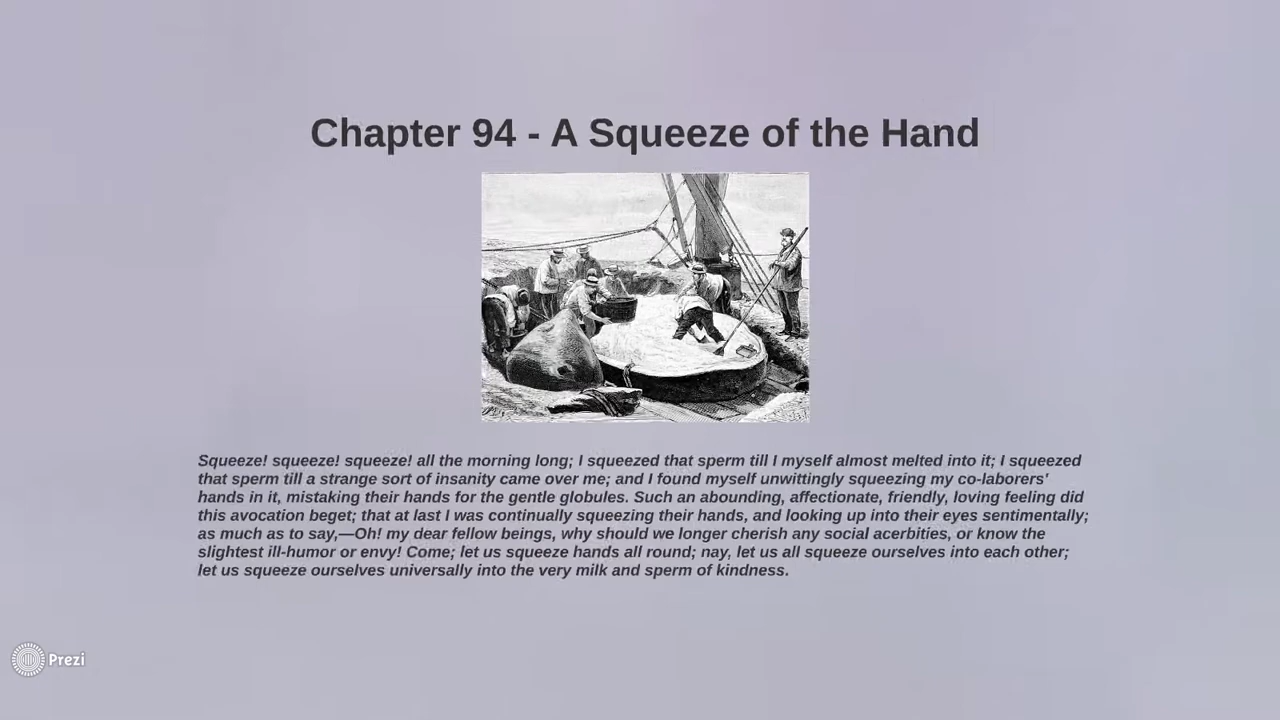 Chapter 94 - A Squeeze of the Hand
Squeeze! squeeze! squeeze! all the morning long; I squeezed that sperm till I myself almost melted into it; I squeezed
that sperm till a strange sort of insanity came over me; and I found myself unwittingly squeezing my co-laborers'
hands in it, mistaking their hands for the gentle globules. Such an abounding, affectionate, friendly, loving feeling did
this avocation beget; that at last I was continually squeezing their hands, and looking up into their eyes sentimentally;
as much as to say,—Oh! my dear fellow beings, why should we longer cherish any social acerbities, or know the
slightest ill-humor or envy! Come; let us squeeze hands all round; nay, let us all squeeze ourselves into each other;
let us squeeze ourselves universally into the very milk and sperm of kindness.
Prezi